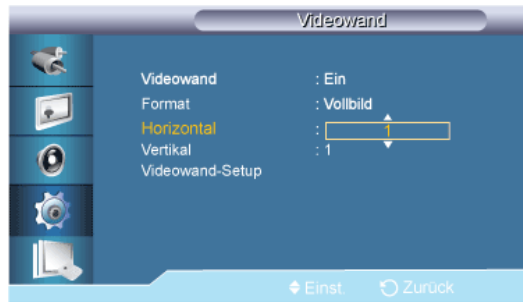 Videowand
Videowand : Ein
Format : Vollbild
Horizontal : 1
Vertikal : 1
Videowand-Setup
Einst. Zurück